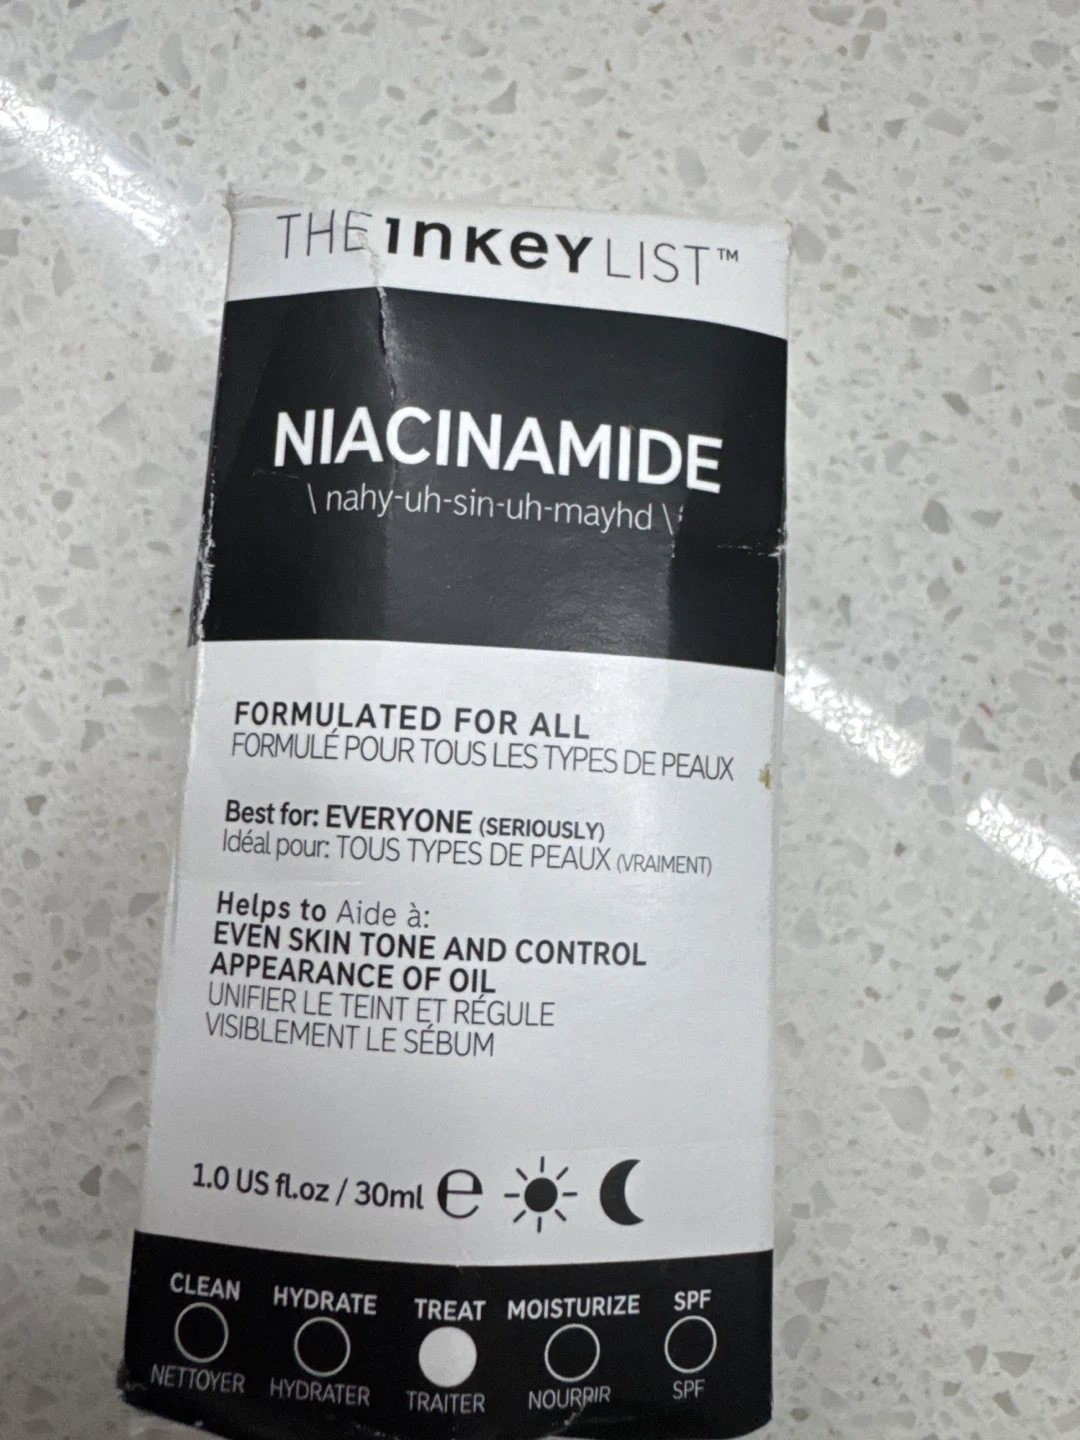 THE INKEY LIST™
NIACINAMIDE
\ nahy-uh-sin-uh-mayhd \
FORMULATED FOR ALL
FORMULÉ POUR TOUS LES TYPES DE PEAUX
Best for: EVERYONE (SERIOUSLY)
Idéal pour: TOUS TYPES DE PEAUX (VRAIMENT)
Helps to Aide à:
EVEN SKIN TONE AND CONTROL
APPEARANCE OF OIL
UNIFIER LE TEINT ET RÉGULE
VISIBLEMENT LE SÉBUM
1.0 US fl.oz / 30ml ℮
CLEAN HYDRATE TREAT MOISTURIZE SPF
NETTOYER HYDRATER TRAITER NOURRIR SPF